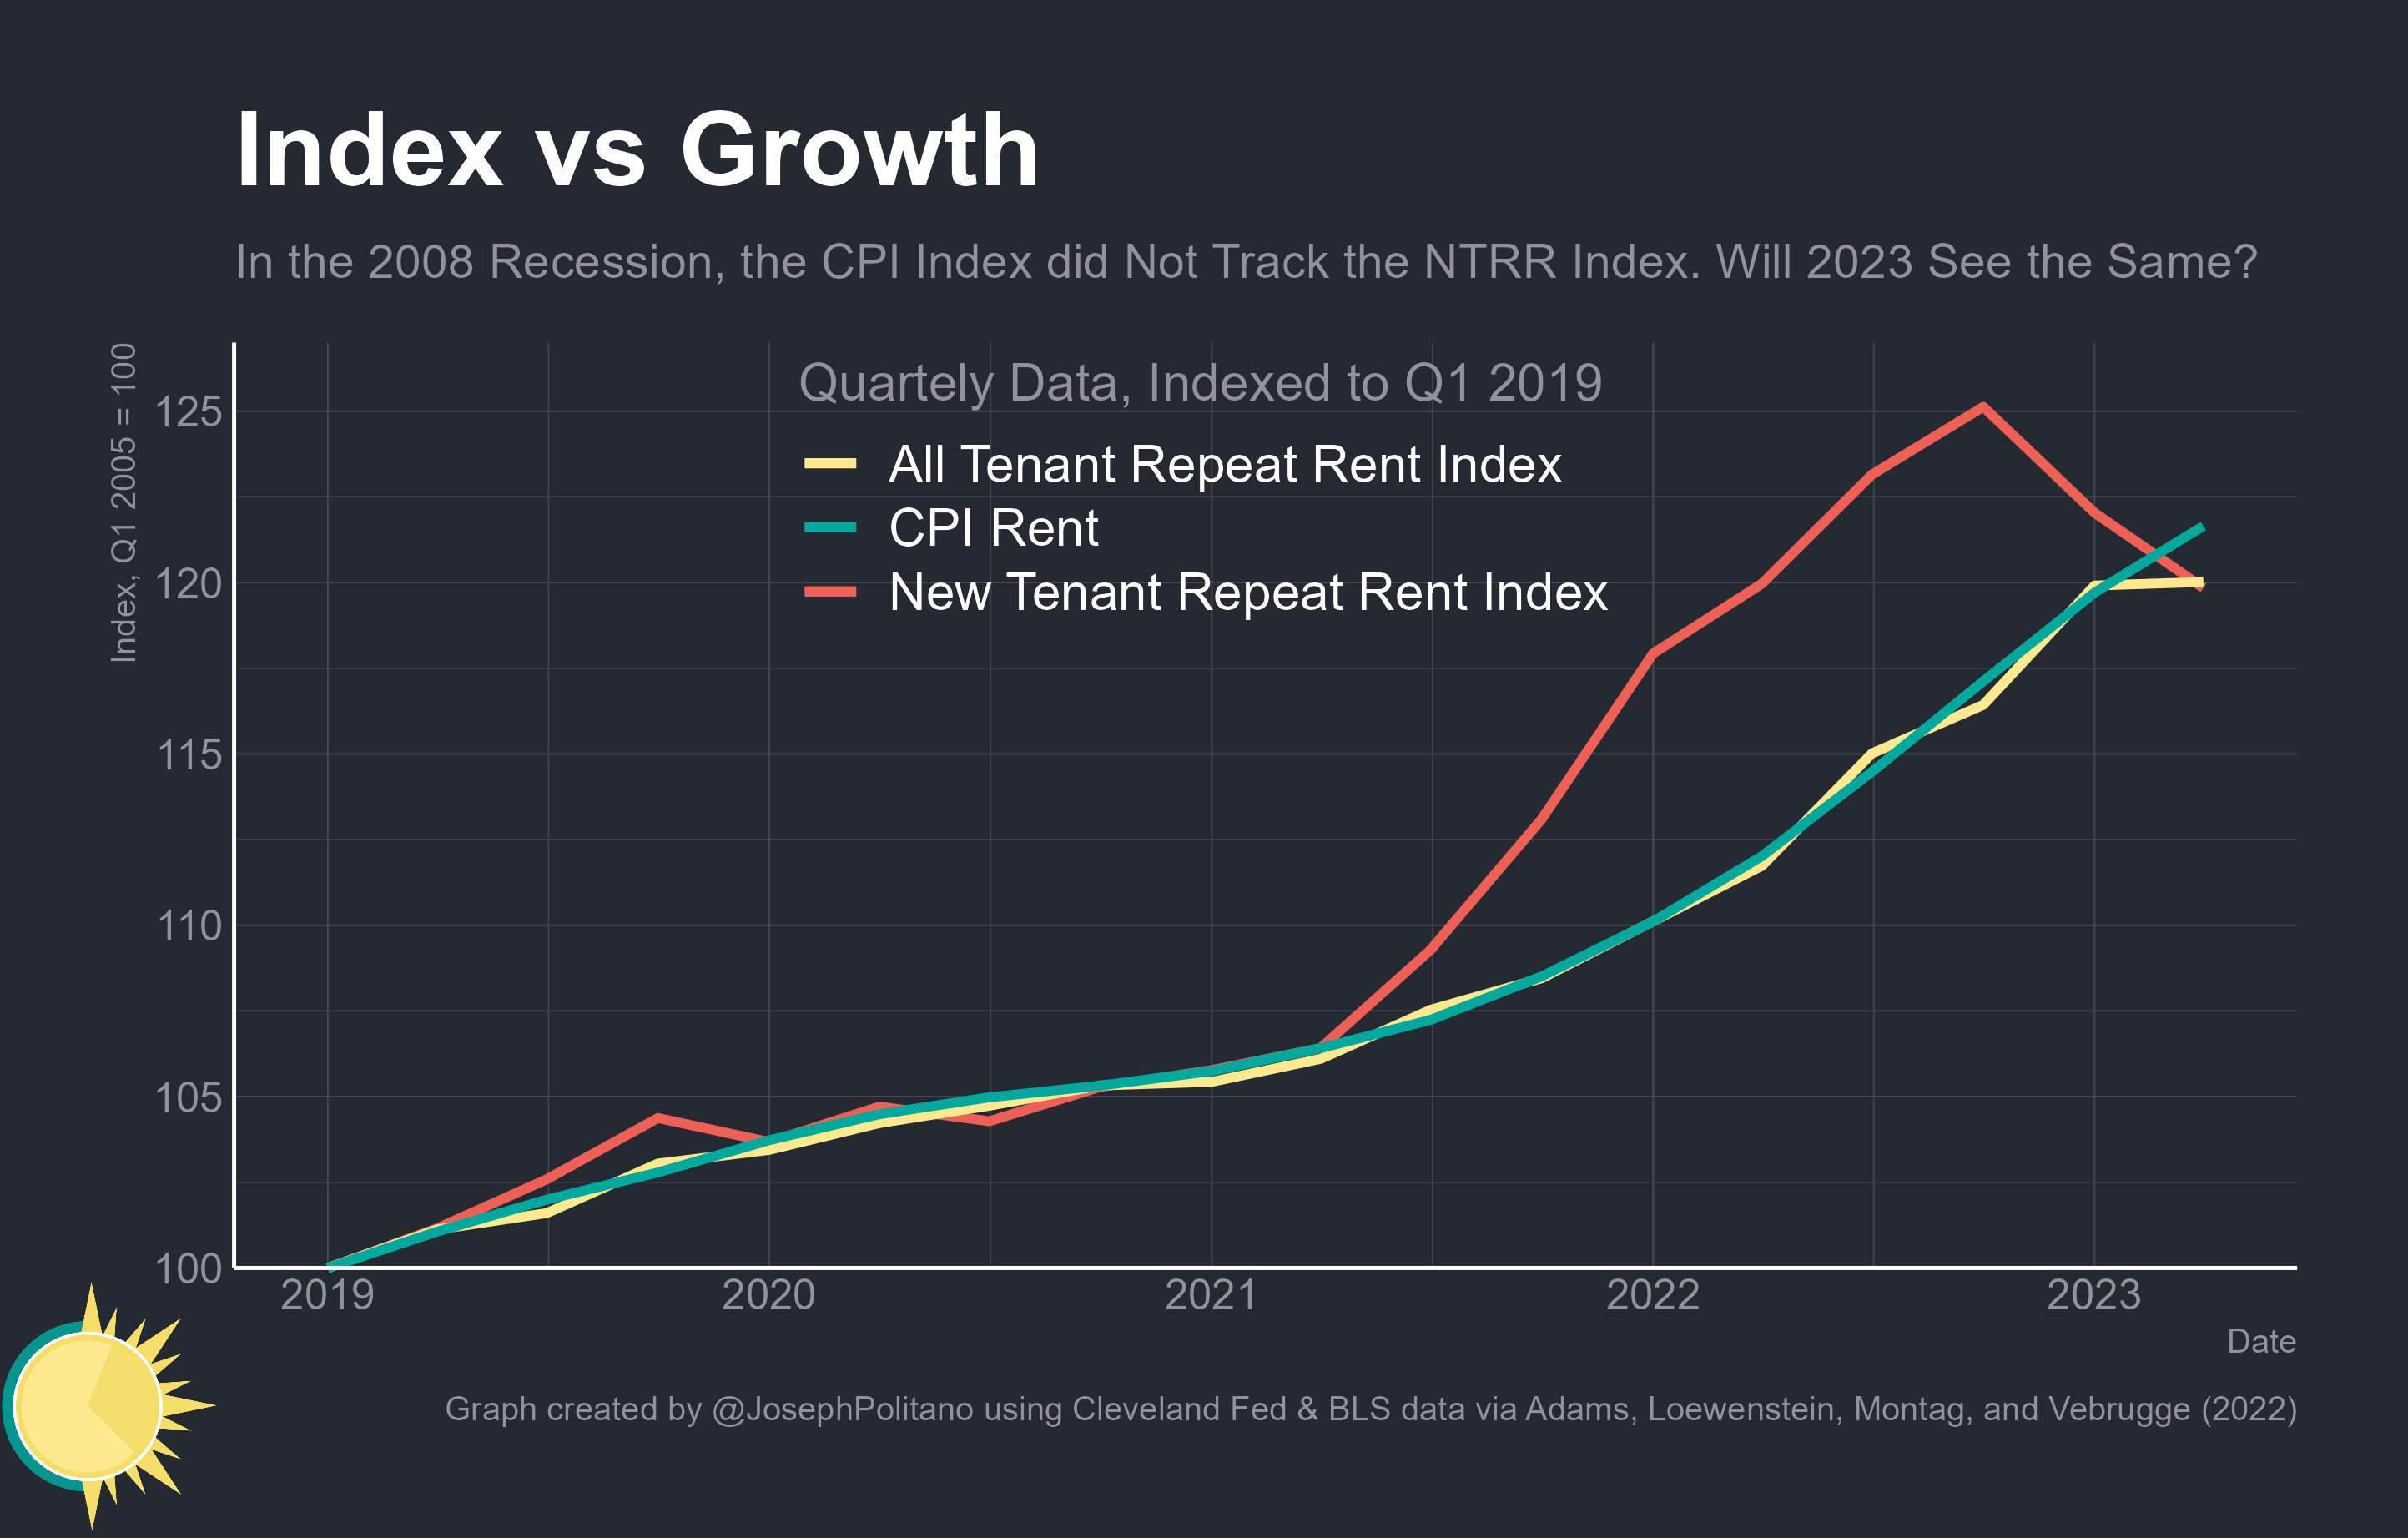 Index vs Growth
In the 2008 Recession, the CPI Index did Not Track the NTRR Index. Will 2023 See the Same?
Index, Q1 2005 = 100
Quartely Data, Indexed to Q1 2019
All Tenant Repeat Rent Index
CPI Rent
New Tenant Repeat Rent Index
125
120
115
110
105
100
2019 2020 2021 2022 2023
Date
Graph created by @JosephPolitano using Cleveland Fed & BLS data via Adams, Loewenstein, Montag, and Vebrugge (2022)